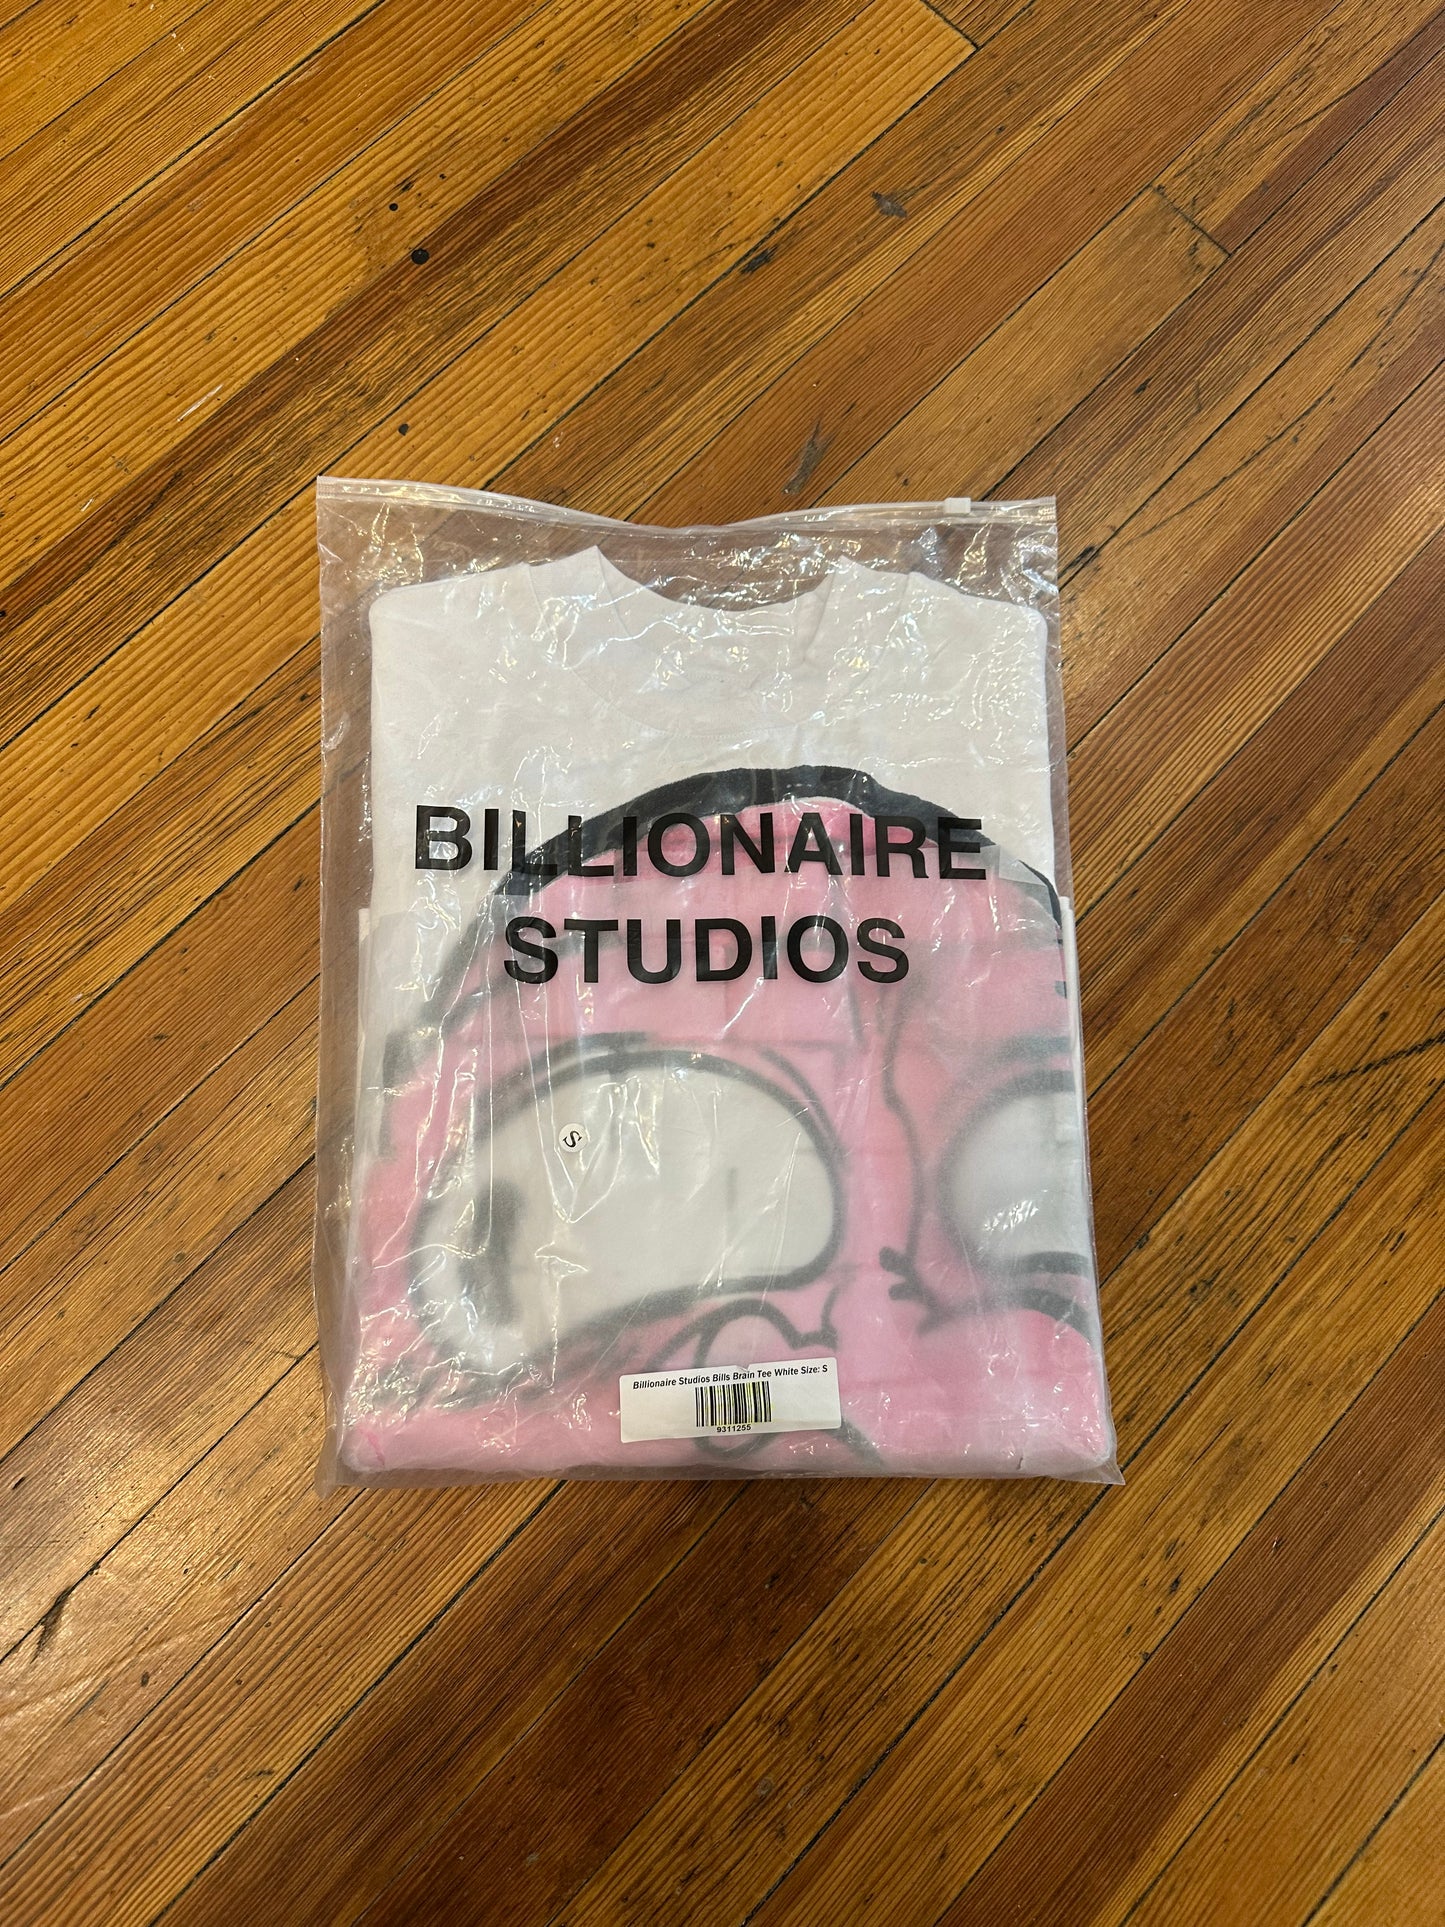 BILLIONAIRE
STUDIOS
S
Billionaire Studios Bills Brain Tee White Size: S
9311255